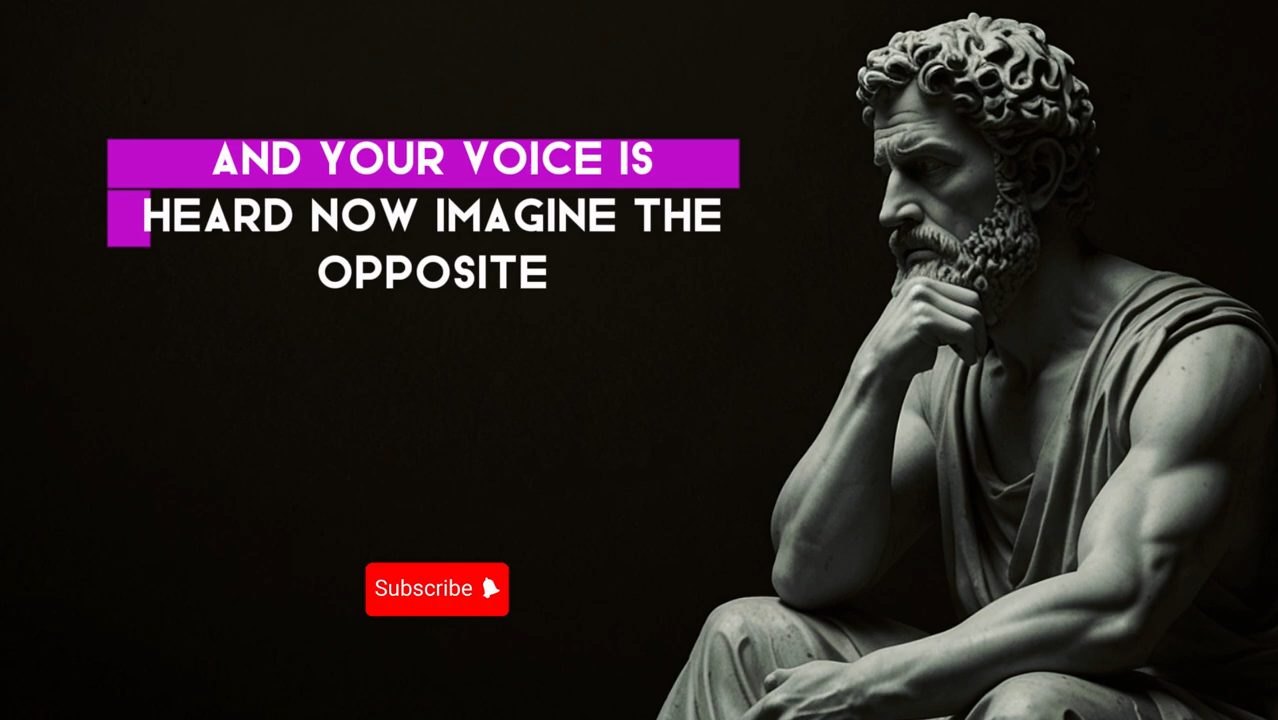 AND YOUR VOICE IS
HEARD NOW IMAGINE THE
OPPOSITE
Subscribe